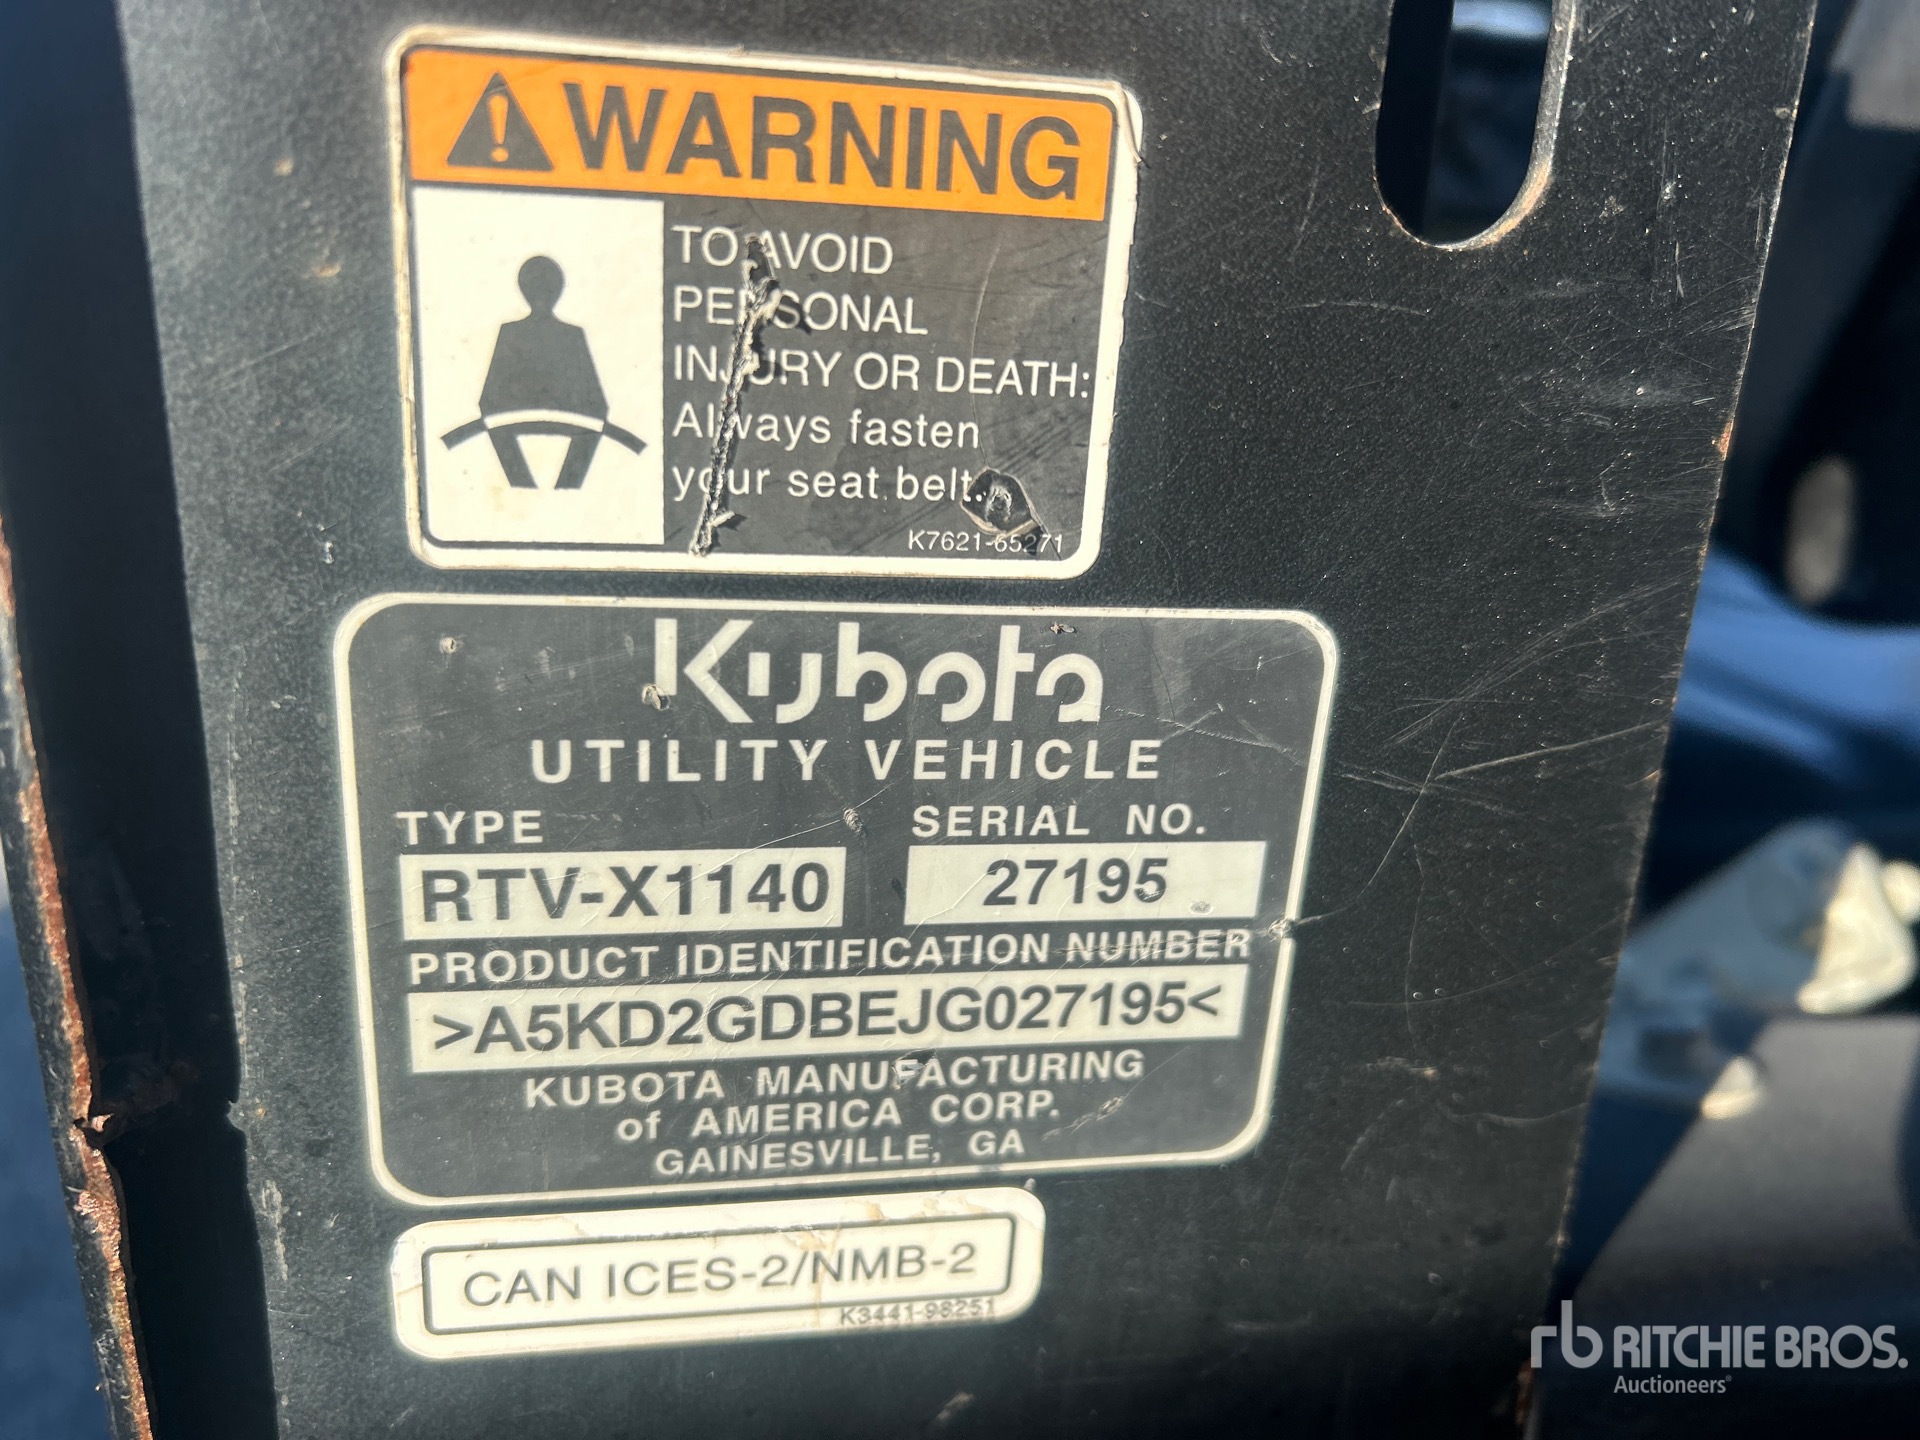 WARNING
TO AVOID
PERSONAL
INJURY OR DEATH:
Always fasten
your seat belt.
K7621-65271
Kubota
UTILITY VEHICLE
TYPE SERIAL NO.
RTV-X1140 27195
PRODUCT IDENTIFICATION NUMBER
>A5KD2GDBEJG027195<
KUBOTA MANUFACTURING
of AMERICA CORP.
GAINESVILLE, GA
CAN ICES-2/NMB-2
K3441-98251
rb RITCHIE BROS.
Auctioneers®